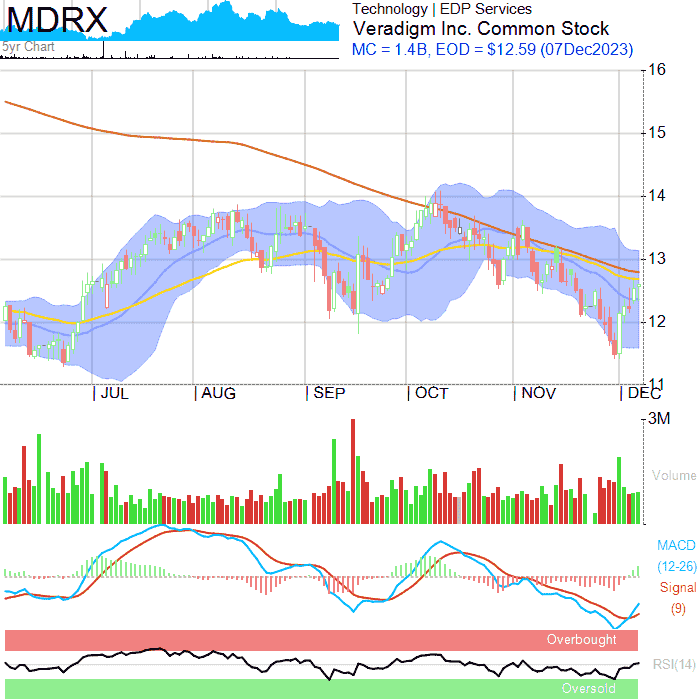 MDRX
5yr Chart
Technology | EDP Services
Veradigm Inc. Common Stock
MC = 1.4B, EOD = $12.59 (07Dec2023)
16
15
14
13
12
11
JUL AUG SEP OCT NOV DEC
3M
Volume
MACD
(12-26)
Signal
(9)
Overbought
RSI(14)
Oversold